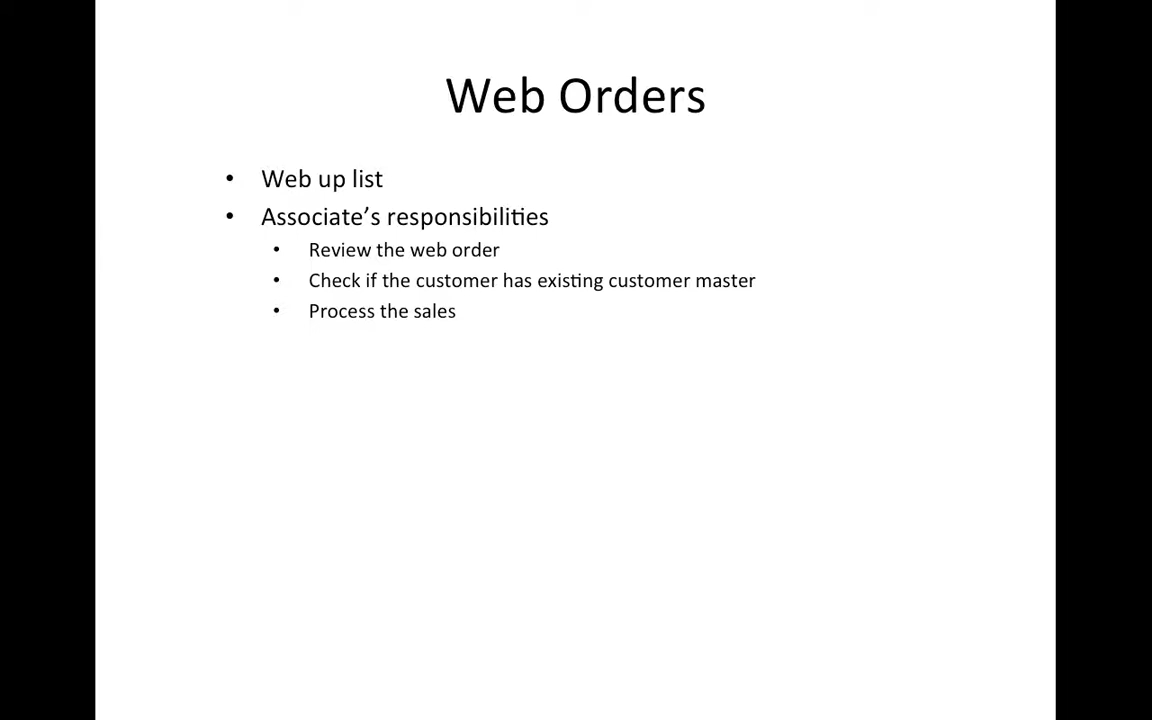 Web Orders
• Web up list
• Associate’s responsibilities
• Review the web order
• Check if the customer has existing customer master
• Process the sales